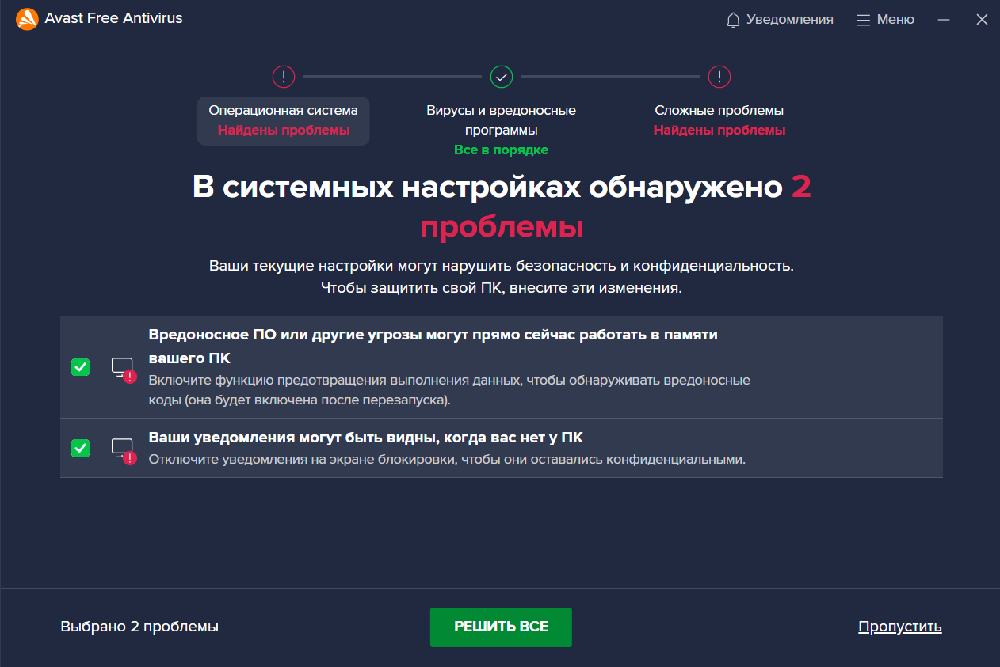 Avast Free Antivirus
Уведомления
Меню
Операционная система
Найдены проблемы
Вирусы и вредоносные
программы
Все в порядке
Сложные проблемы
Найдены проблемы
В системных настройках обнаружено 2
проблемы
Ваши текущие настройки могут нарушить безопасность и конфиденциальность.
Чтобы защитить свой ПК, внесите эти изменения.
Вредоносное ПО или другие угрозы могут прямо сейчас работать в памяти
вашего ПК
Включите функцию предотвращения выполнения данных, чтобы обнаруживать вредоносные
коды (она будет включена после перезапуска).
Ваши уведомления могут быть видны, когда вас нет у ПК
Отключите уведомления на экране блокировки, чтобы они оставались конфиденциальными.
Выбрано 2 проблемы
РЕШИТЬ ВСЕ
Пропустить